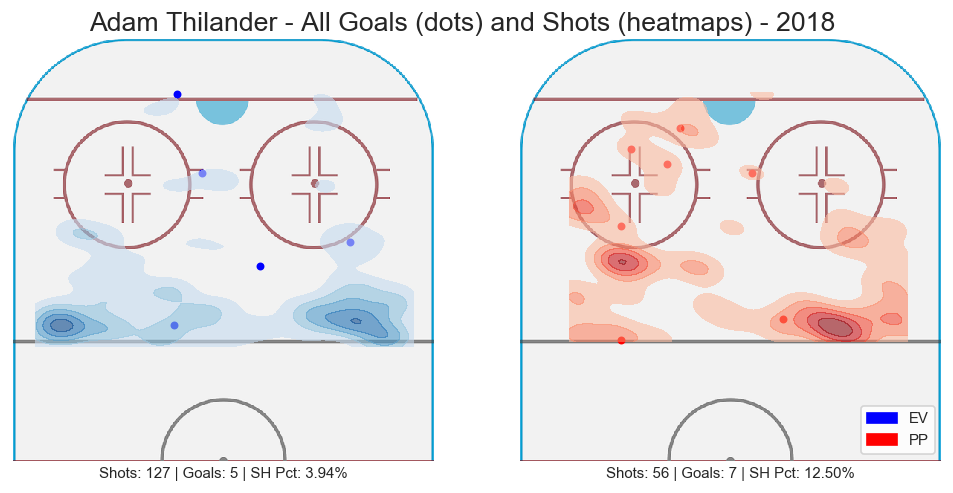 Adam Thilander - All Goals (dots) and Shots (heatmaps) - 2018
EV
PP
Shots: 127 | Goals: 5 | SH Pct: 3.94%
Shots: 56 | Goals: 7 | SH Pct: 12.50%